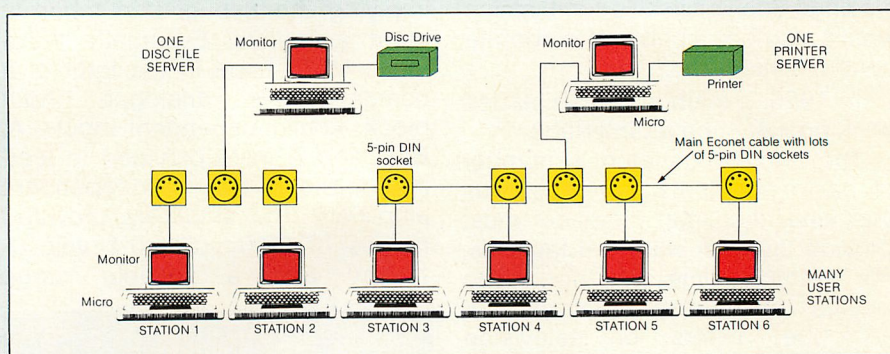 ONE
DISC FILE
SERVER
Monitor
Disc Drive
Monitor
ONE
PRINTER
SERVER
Printer
Micro
5-pin DIN
socket
Main Econet cable with lots
of 5-pin DIN sockets
Monitor
Micro
MANY
USER
STATIONS
STATION 1
STATION 2
STATION 3
STATION 4
STATION 5
STATION 6